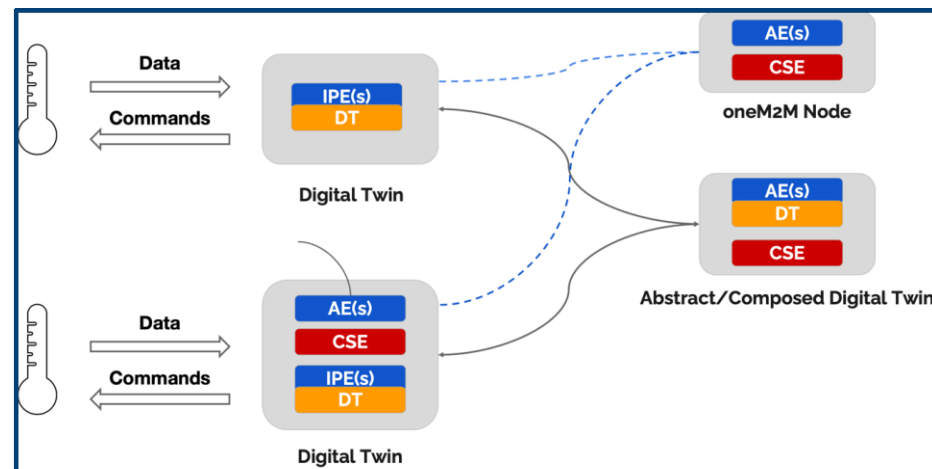 Data
Commands
IPE(s)
DT
Digital Twin
AE(s)
CSE
oneM2M Node
AE(s)
DT
CSE
Abstract/Composed Digital Twin
Data
Commands
AE(s)
CSE
IPE(s)
DT
Digital Twin